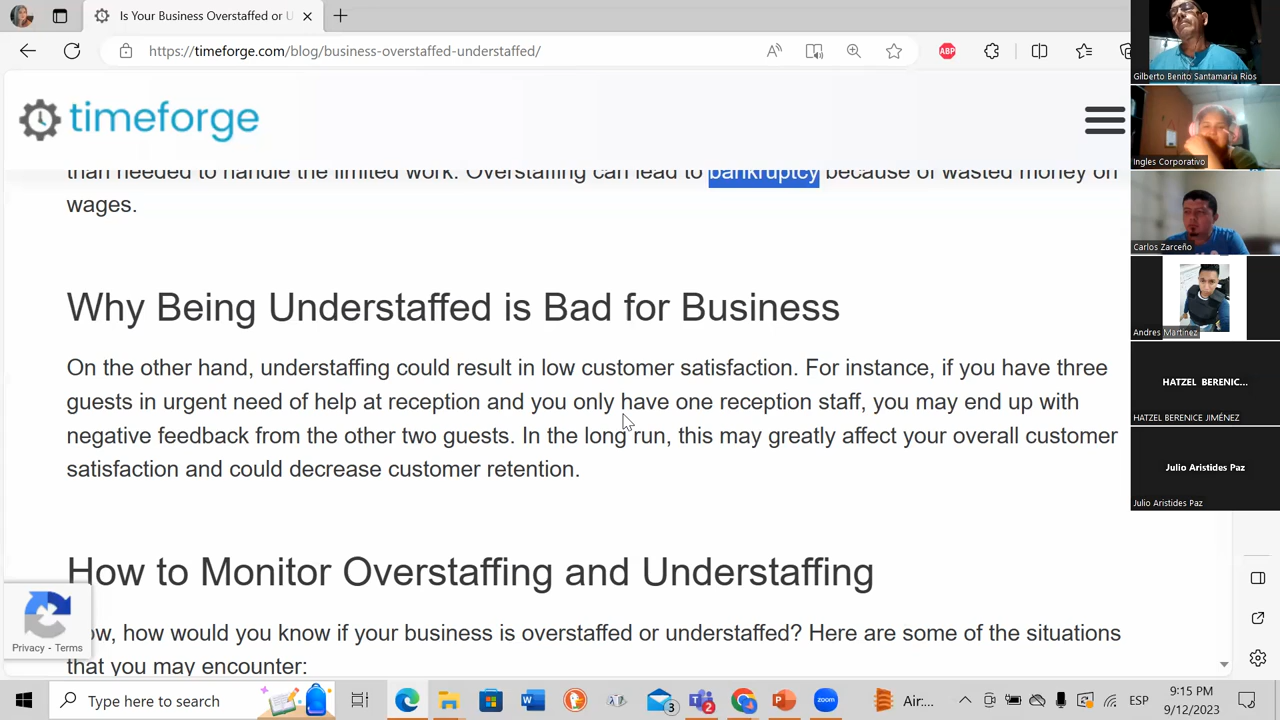 Is Your Business Overstaffed or U
https://timeforge.com/blog/business-overstaffed-understaffed/
ABP
timeforge
than needed to handle the limited work. Overstaffing can lead to bankruptcy because of wasted money on
wages.
Why Being Understaffed is Bad for Business
On the other hand, understaffing could result in low customer satisfaction. For instance, if you have three
guests in urgent need of help at reception and you only have one reception staff, you may end up with
negative feedback from the other two guests. In the long run, this may greatly affect your overall customer
satisfaction and could decrease customer retention.
How to Monitor Overstaffing and Understaffing
how would you know if your business is overstaffed or understaffed? Here are some of the situations
that you may encounter:
Privacy - Terms
Gilberto Benito Santamaria Rios
Ingles Corporativo
Carlos Zarceño
Andres Martinez
HATZEL BERENIC...
HATZEL BERENICE JIMÉNEZ
Julio Aristides Paz
Julio Aristides Paz
Type here to search
3
2
zoom
Air...
ESP
9:15 PM
9/12/2023